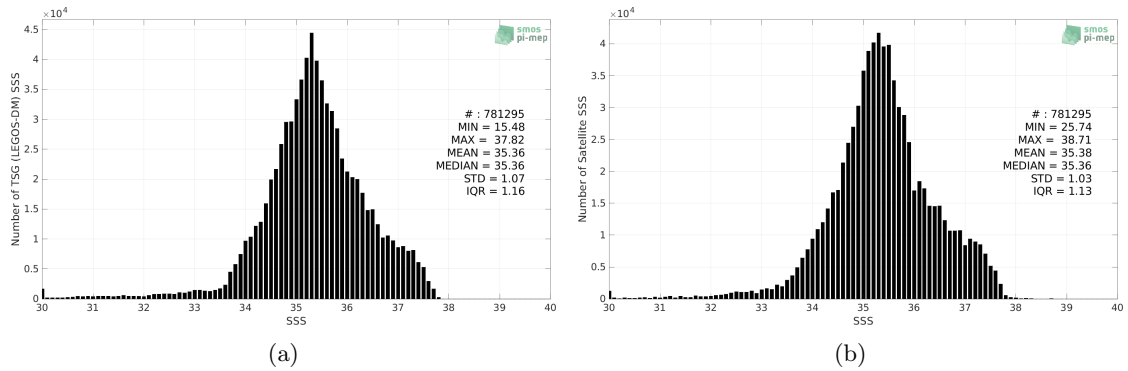 ×10⁴
4.5
4
3.5
3
2.5
2
1.5
1
0.5
0
30 31 32 33 34 35 36 37 38 39 40
SSS
Number of TSG (LEGOS-DM) SSS
smos
pi-mep
# : 781295
MIN = 15.48
MAX = 37.82
MEAN = 35.36
MEDIAN = 35.36
STD = 1.07
IQR = 1.16
(a)
×10⁴
4
3.5
3
2.5
2
1.5
1
0.5
0
30 31 32 33 34 35 36 37 38 39 40
SSS
Number of Satellite SSS
smos
pi-mep
# : 781295
MIN = 25.74
MAX = 38.71
MEAN = 35.38
MEDIAN = 35.36
STD = 1.03
IQR = 1.13
(b)